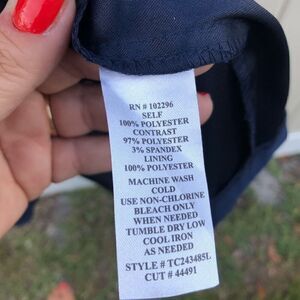 RN # 102296
SELF
100% POLYESTER
CONTRAST
97% POLYESTER
3% SPANDEX
LINING
100% POLYESTER
MACHINE WASH
COLD
USE NON-CHLORINE
BLEACH ONLY
WHEN NEEDED
TUMBLE DRY LOW
COOL IRON
AS NEEDED
STYLE # TC243485L
CUT # 44491